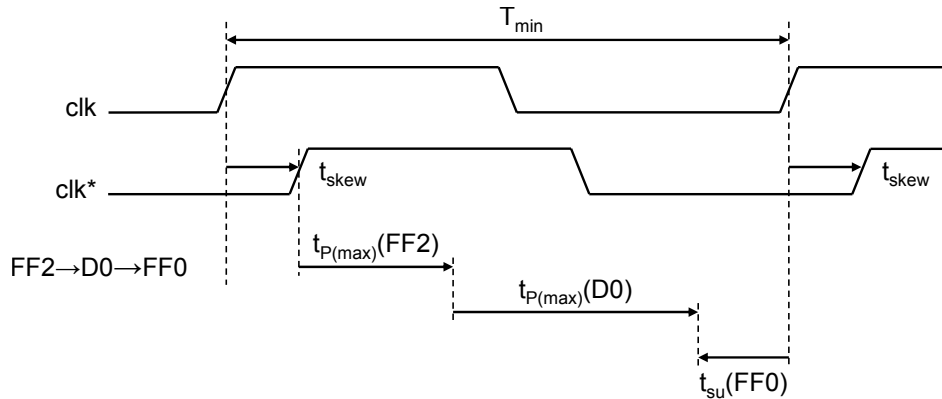 T_min
clk
clk*
t_skew
t_skew
t_P(max)(FF2)
FF2→D0→FF0
t_P(max)(D0)
t_su(FF0)